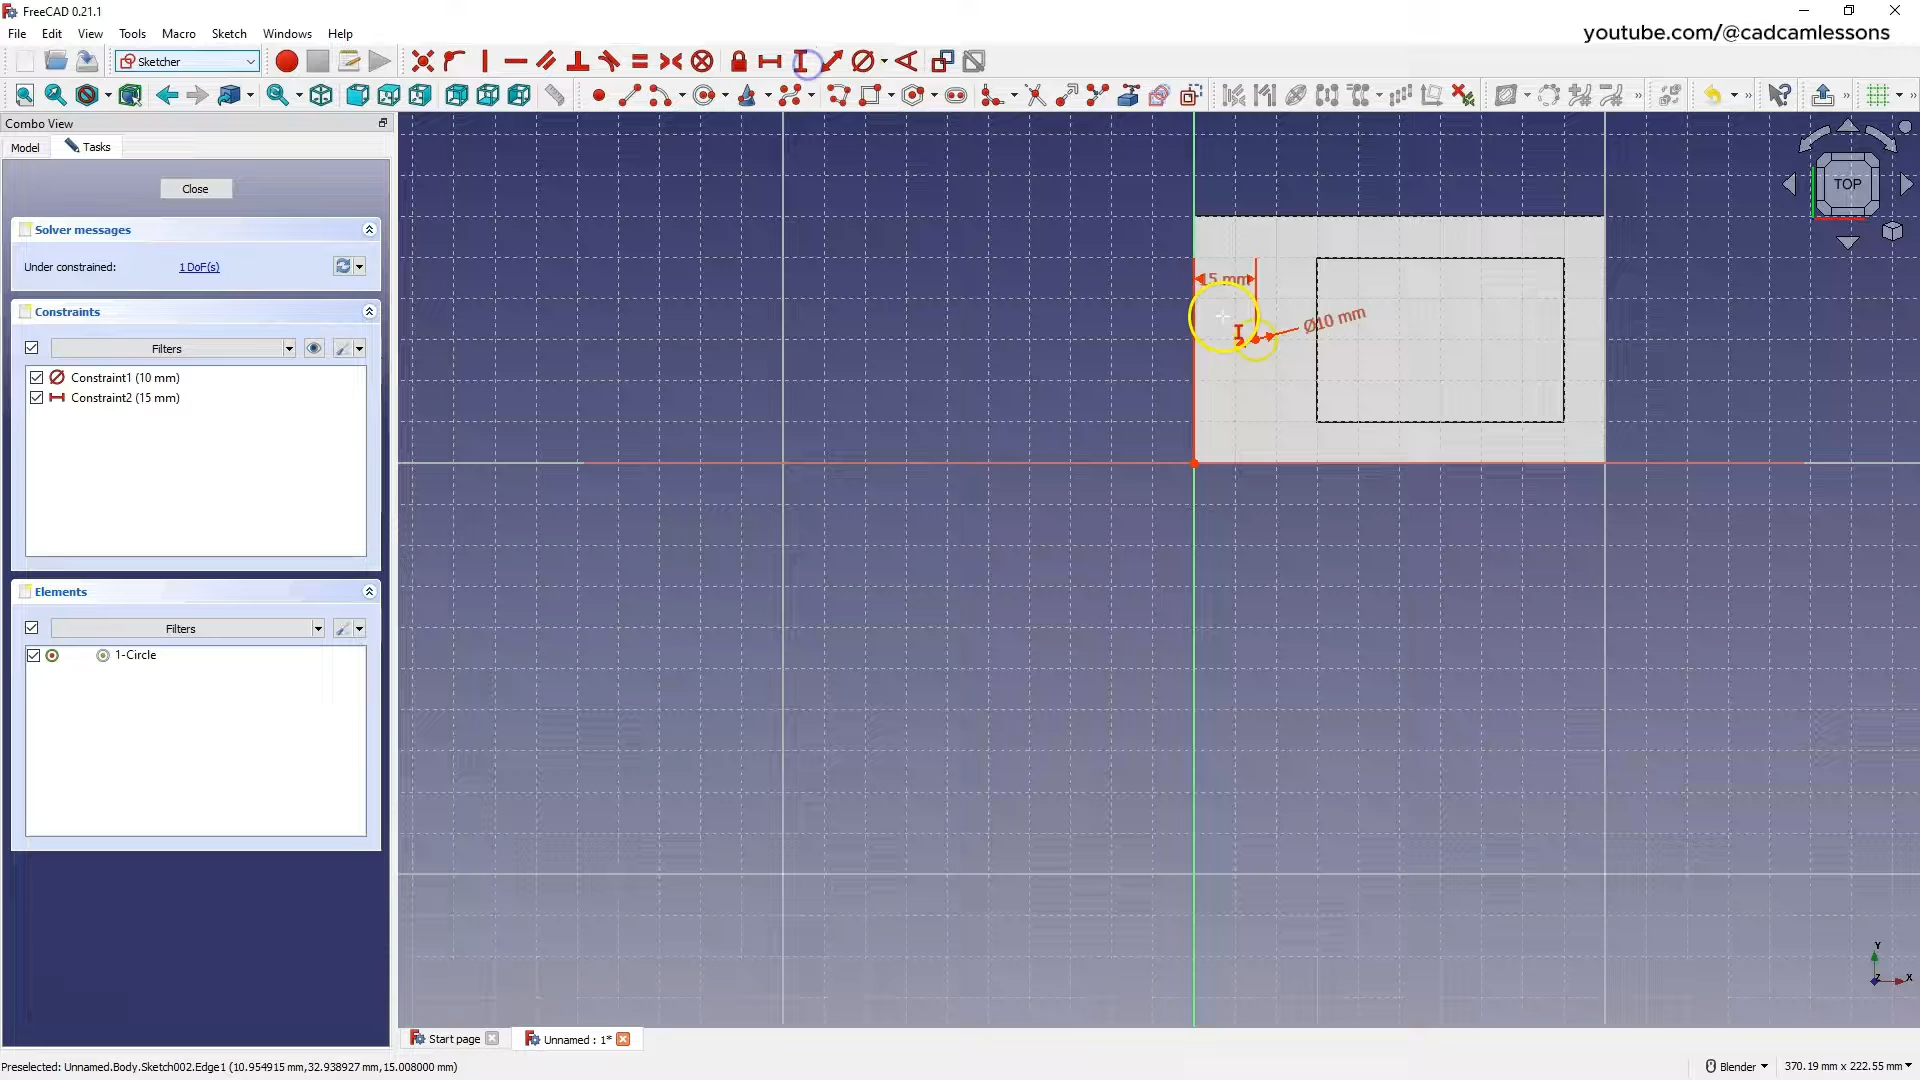 FreeCAD 0.21.1
youtube.com/@cadcamlessons
File Edit View Tools Macro Sketch Windows Help
Sketcher
Combo View
Model Tasks
Close
Solver messages
Under constrained: 1 DoF(s)
Constraints
Filters
Constraint1 (10 mm)
Constraint2 (15 mm)
Elements
Filters
1-Circle
TOP
15 mm
Ø10 mm
Y
Z X
Start page
Unnamed : 1*
Preselected: Unnamed.Body.Sketch002.Edge1 (10.954915 mm,32.938927 mm,15.008000 mm)
Blender
370.19 mm x 222.55 mm